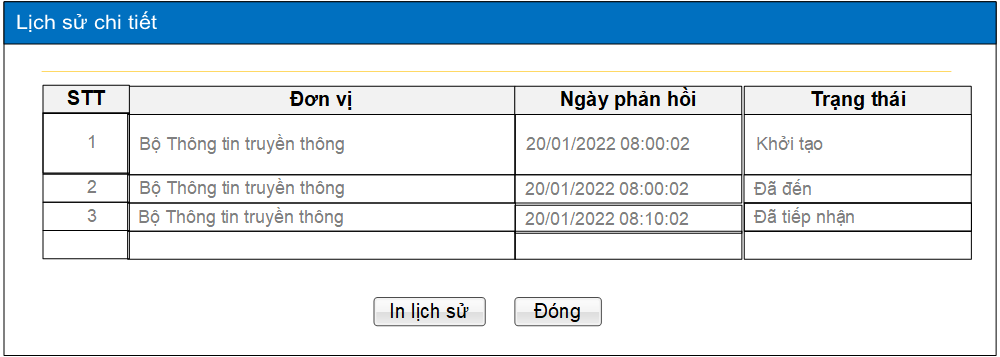 Lịch sử chi tiết
STT Đơn vị Ngày phản hồi Trạng thái
1 Bộ Thông tin truyền thông 20/01/2022 08:00:02 Khởi tạo
2 Bộ Thông tin truyền thông 20/01/2022 08:00:02 Đã đến
3 Bộ Thông tin truyền thông 20/01/2022 08:10:02 Đã tiếp nhận
In lịch sử Đóng